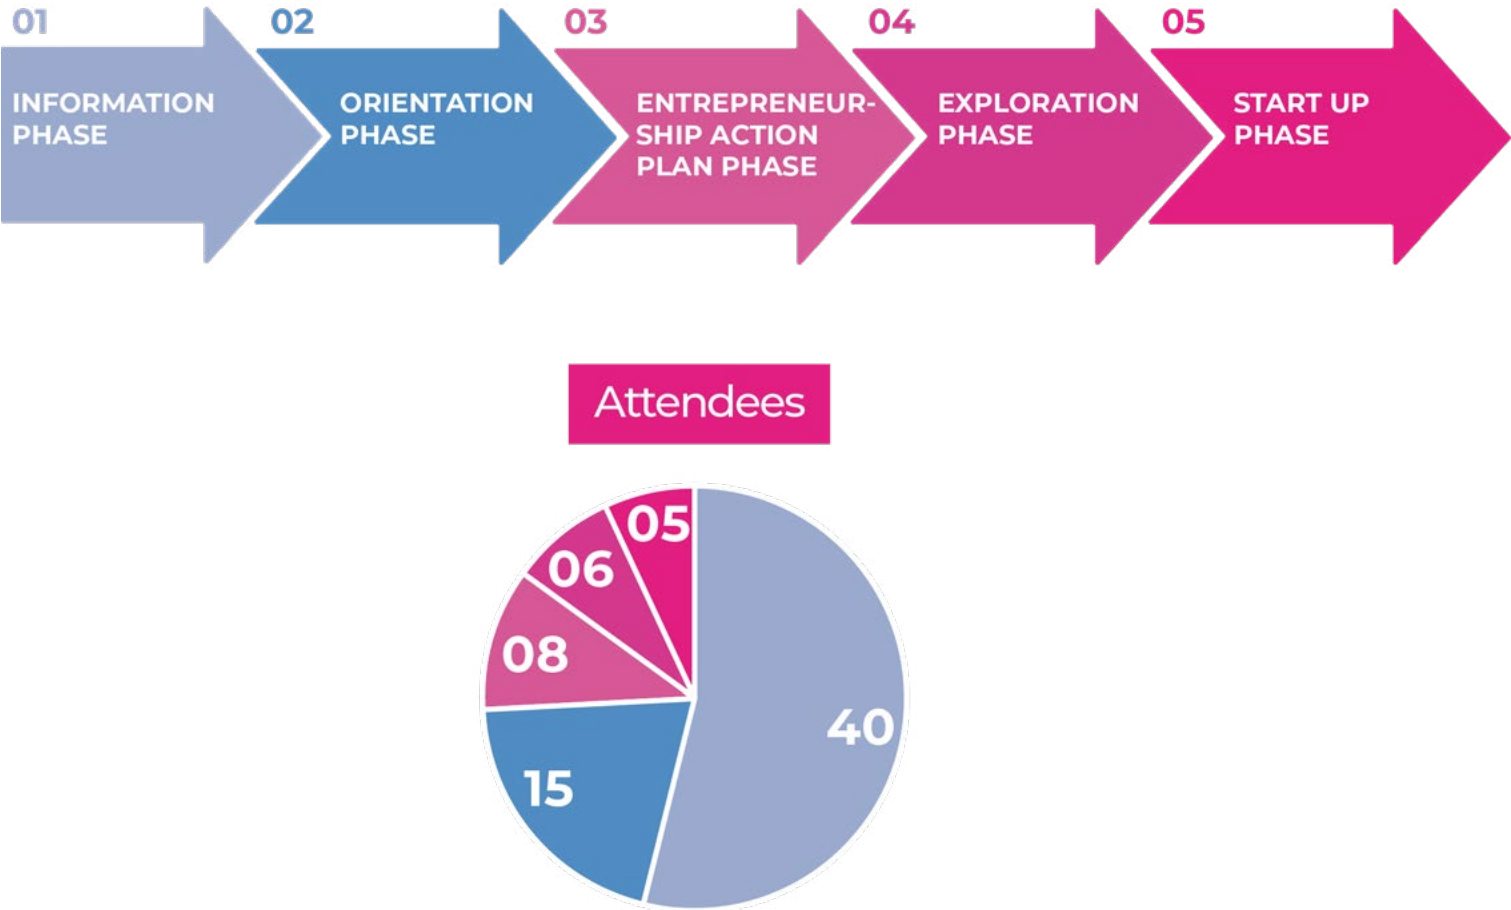 01
INFORMATION
PHASE
02
ORIENTATION
PHASE
03
ENTREPRENEUR-
SHIP ACTION
PLAN PHASE
04
EXPLORATION
PHASE
05
START UP
PHASE
Attendees
05
06
08
40
15